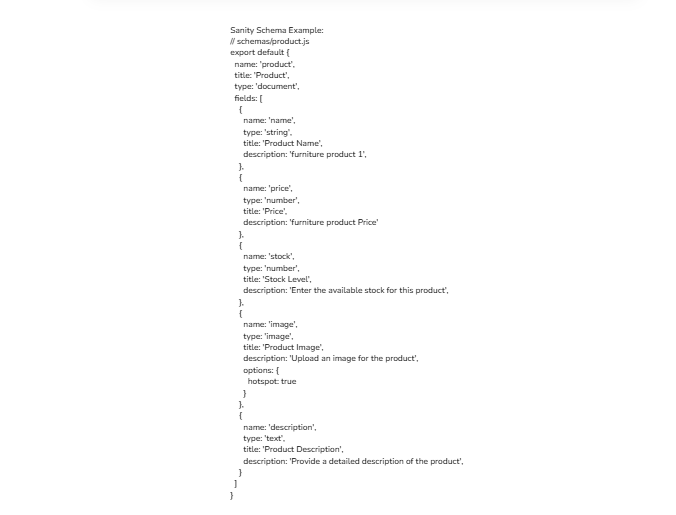 Sanity Schema Example:
// schemas/product.js
export default {
name: 'product',
title: 'Product',
type: 'document',
fields: [
{
name: 'name',
type: 'string',
title: 'Product Name',
description: 'furniture product 1',
},
{
name: 'price',
type: 'number',
title: 'Price',
description: 'furniture product Price'
},
{
name: 'stock',
type: 'number',
title: 'Stock Level',
description: 'Enter the available stock for this product',
},
{
name: 'image',
type: 'image',
title: 'Product Image',
description: 'Upload an image for the product',
options: {
hotspot: true
}
},
{
name: 'description',
type: 'text',
title: 'Product Description',
description: 'Provide a detailed description of the product',
}
]
}